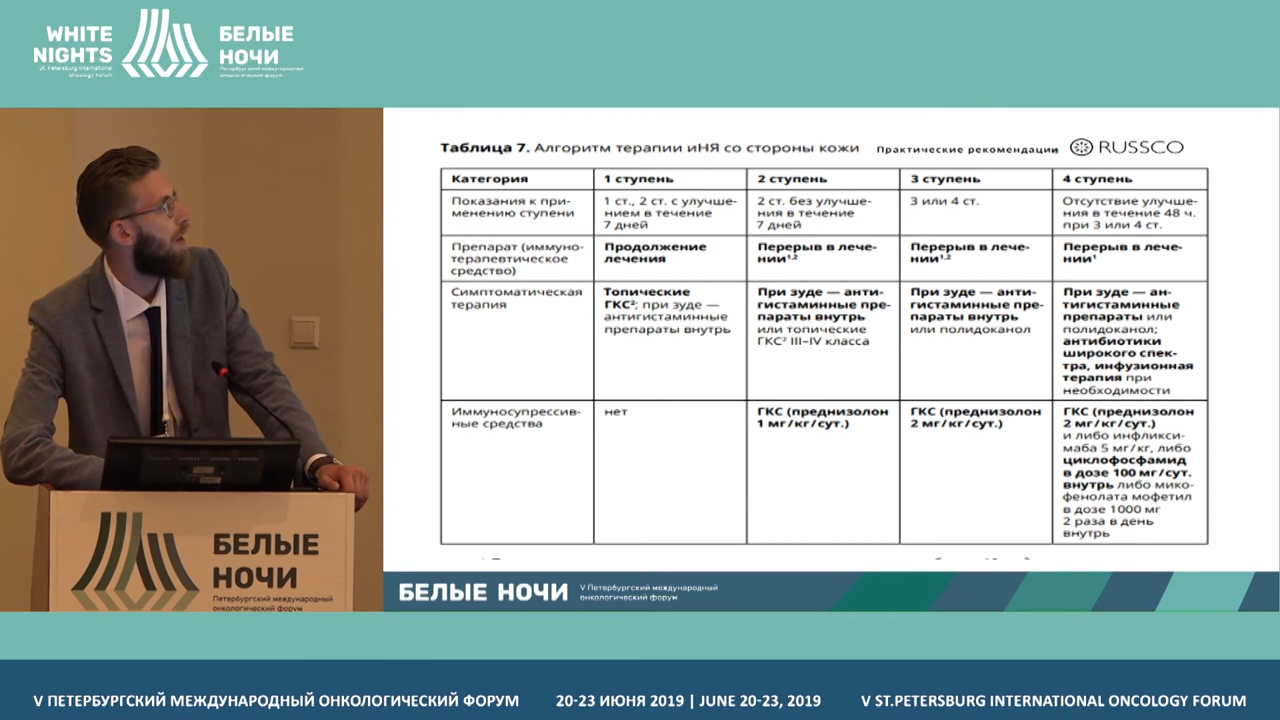 WHITE
NIGHTS
St. Petersburg International
Oncology Forum
БЕЛЫЕ
НОЧИ
Петербургский международный
онкологический форум
Таблица 7. Алгоритм терапии иНЯ со стороны кожи
Практические рекомендации
RUSSCO
Категория
1 ступень
2 ступень
3 ступень
4 ступень
Показания к при-
менению ступени
1 ст., 2 ст. с улучше-
нием в течение
7 дней
2 ст. без улучше-
ния в течение
7 дней
3 или 4 ст.
Отсутствие улучше-
ния в течение 48 ч.
при 3 или 4 ст.
Препарат (иммуно-
терапевтическое
средство)
Продолжение
лечения
Перерыв в лече-
нии¹,²
Перерыв в лече-
нии¹,²
Перерыв в лече-
нии¹
Симптоматическая
терапия
Топические
ГКС²; при зуде —
антигистаминные
препараты внутрь
При зуде — анти-
гистаминные пре-
параты внутрь
или топические
ГКС² III–IV класса
При зуде — анти-
гистаминные пре-
параты внутрь
или полидоканол
При зуде — ан-
тигистаминные
препараты или
полидоканол;
антибиотики
широкого спек-
тра, инфузионная
терапия при
необходимости
Иммуносупрессив-
ные средства
нет
ГКС (преднизолон
1 мг/кг/сут.)
ГКС (преднизолон
2 мг/кг/сут.)
ГКС (преднизолон
2 мг/кг/сут.)
и либо инфликси-
маба 5 мг/кг, либо
циклофосфамид
в дозе 100 мг/сут.
внутрь либо мико-
фенолата мофетил
в дозе 1000 мг
2 раза в день
внутрь
БЕЛЫЕ НОЧИ
V Петербургский международный
онкологический форум
БЕЛЫЕ
НОЧИ
Петербургский международный
онкологический форум
V ПЕТЕРБУРГСКИЙ МЕЖДУНАРОДНЫЙ ОНКОЛОГИЧЕСКИЙ ФОРУМ
20-23 ИЮНЯ 2019 | JUNE 20-23, 2019
V ST.PETERSBURG INTERNATIONAL ONCOLOGY FORUM